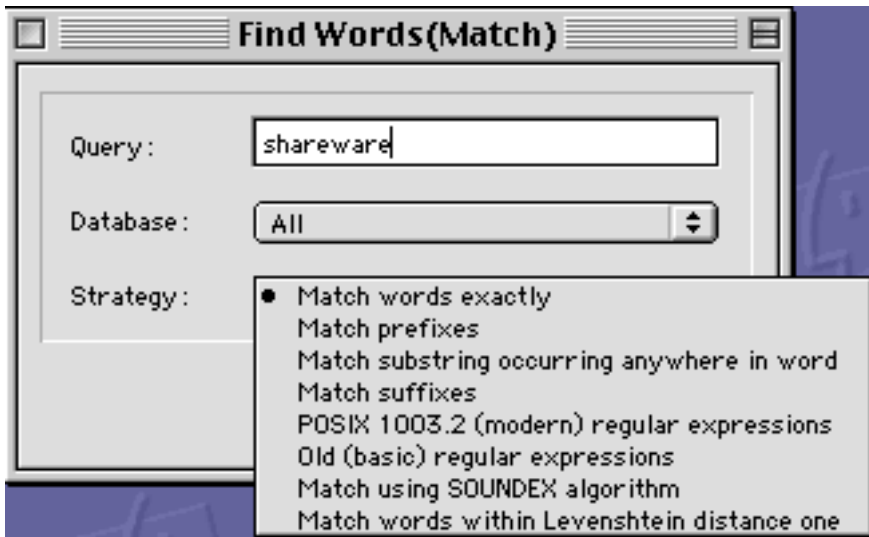 Find Words(Match)
Query:
shareware
Database:
All
Strategy:
Match words exactly
Match prefixes
Match substring occurring anywhere in word
Match suffixes
POSIX 1003.2 (modern) regular expressions
Old (basic) regular expressions
Match using SOUNDEX algorithm
Match words within Levenshtein distance one